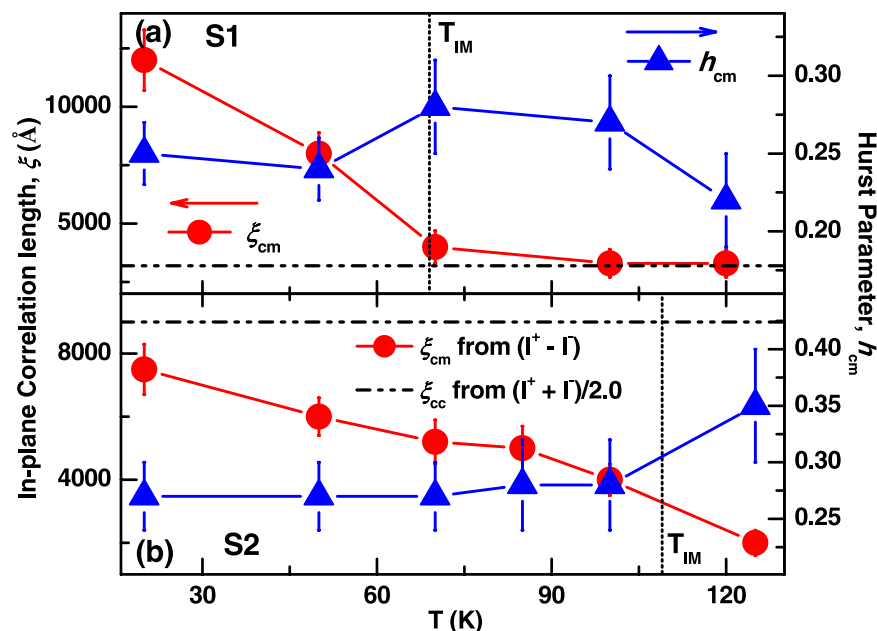 (a) S1 T_IM h_cm
10000
5000
ξ_cm
0.30
0.25
0.20
In-plane Correlation length, ξ (Å)
Hurst Parameter, h_cm
8000
4000
ξ_cm from (I⁺ - I⁻)
ξ_cc from (I⁺ + I⁻)/2.0
0.40
0.35
0.30
0.25
(b) S2 T_IM
30 60 90 120
T (K)